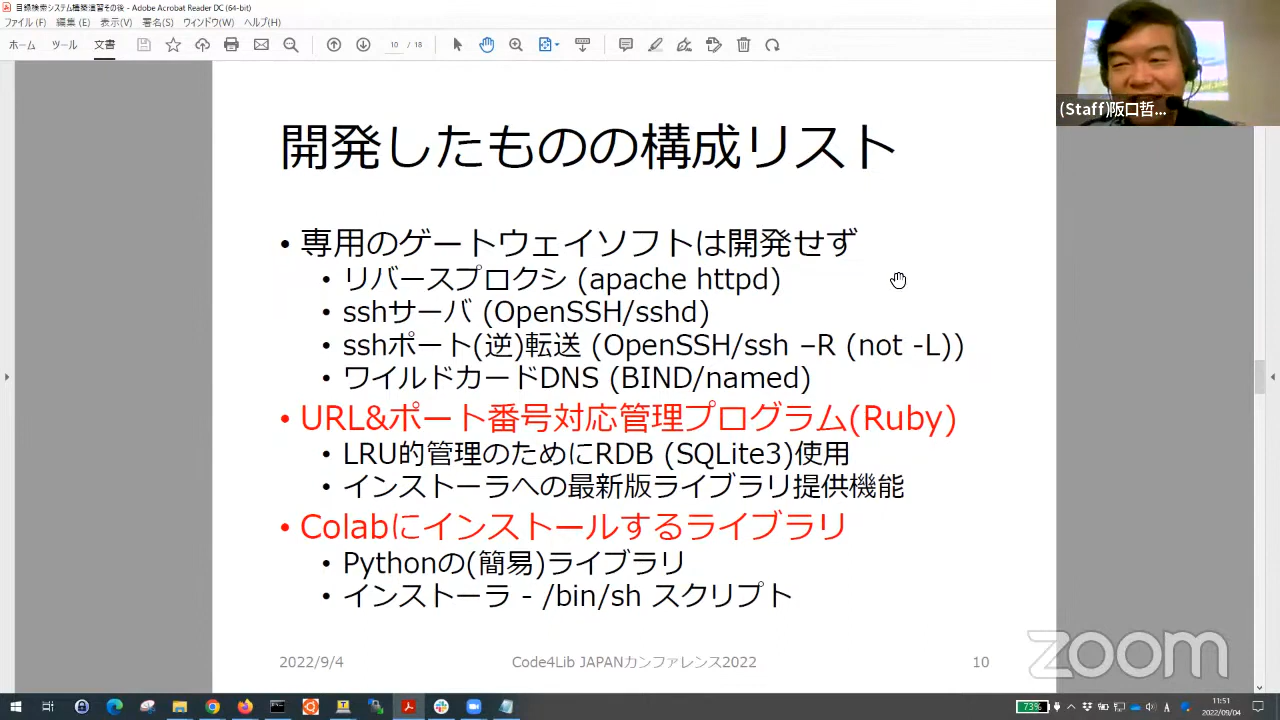 目録検索システム構築演習その後 - Adobe Acrobat Reader DC (64-bit)
ファイル(F) 編集(E) 表示(V) 署名(S) ウィンドウ(W) ヘルプ(H)
ホーム ツール 文書 10 / 18
(Staff)阪口哲...
開発したものの構成リスト
• 専用のゲートウェイソフトは開発せず
• リバースプロクシ (apache httpd)
• sshサーバ (OpenSSH/sshd)
• sshポート(逆)転送 (OpenSSH/ssh –R (not -L))
• ワイルドカードDNS (BIND/named)
• URL&ポート番号対応管理プログラム(Ruby)
• LRU的管理のためにRDB (SQLite3)使用
• インストーラへの最新版ライブラリ提供機能
• Colabにインストールするライブラリ
• Pythonの(簡易)ライブラリ
• インストーラ - /bin/sh スクリプト
2022/9/4 Code4Lib JAPANカンファレンス2022 10
zoom
73%
11:51
2022/09/04